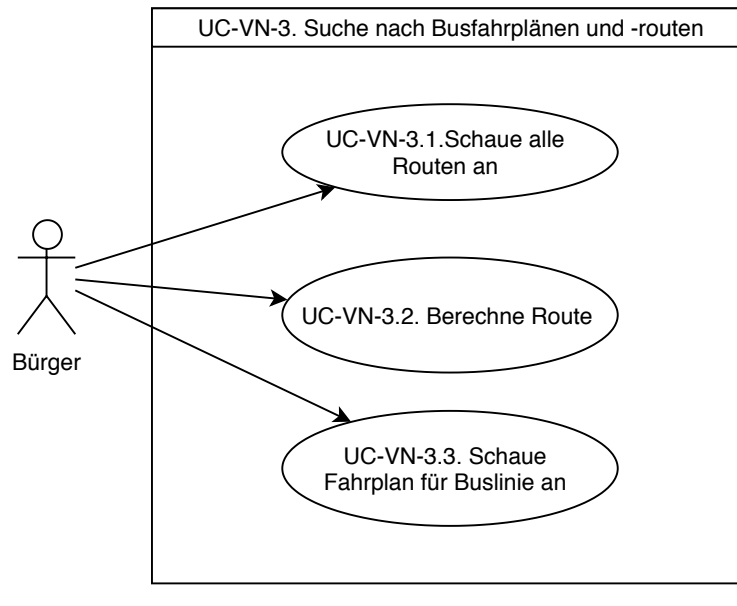 UC-VN-3. Suche nach Busfahrplänen und -routen
UC-VN-3.1.Schaue alle
Routen an
UC-VN-3.2. Berechne Route
Bürger
UC-VN-3.3. Schaue
Fahrplan für Buslinie an